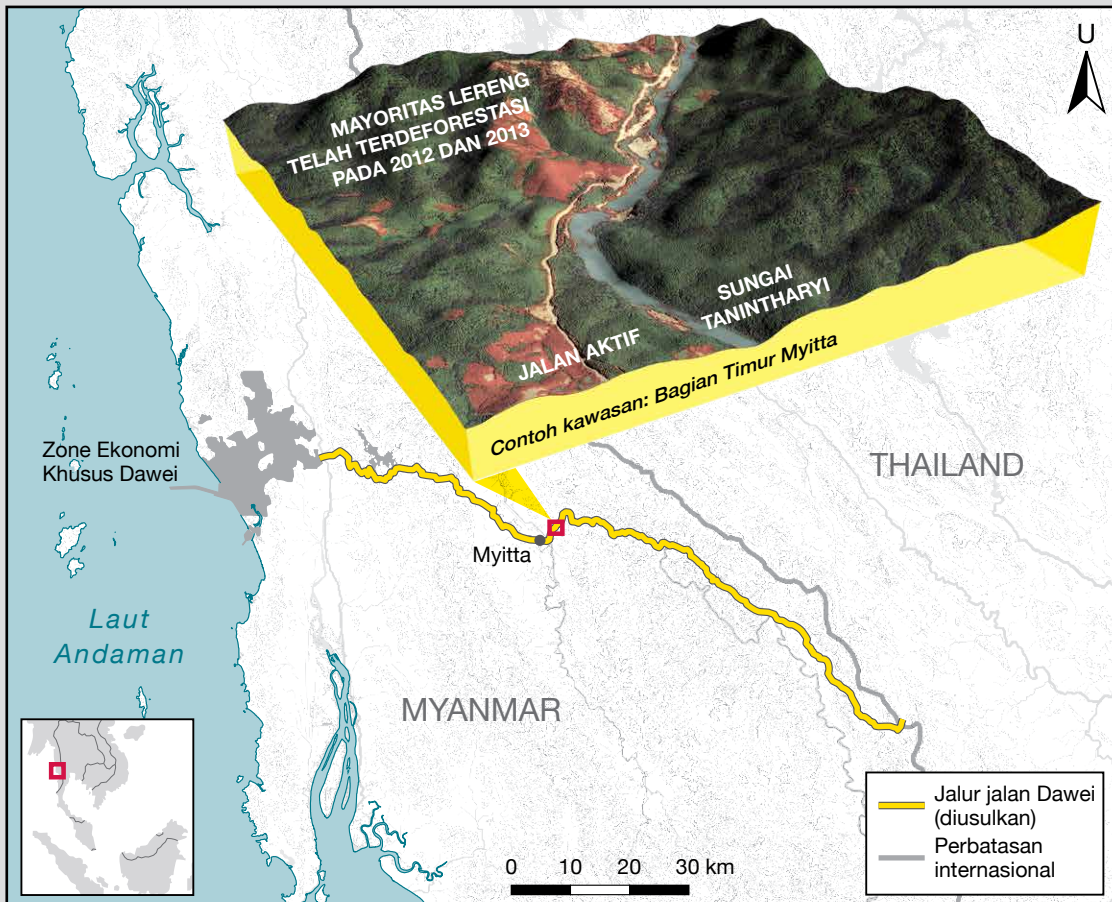 U
MAYORITAS LERENG
TELAH TERDEFORESTASI
PADA 2012 DAN 2013
SUNGAI
TANINTHARYI
JALAN AKTIF
Contoh kawasan: Bagian Timur Myitta
Zone Ekonomi
Khusus Dawei
THAILAND
Myitta
Laut
Andaman
MYANMAR
Jalur jalan Dawei
(diusulkan)
Perbatasan
internasional
0 10 20 30 km